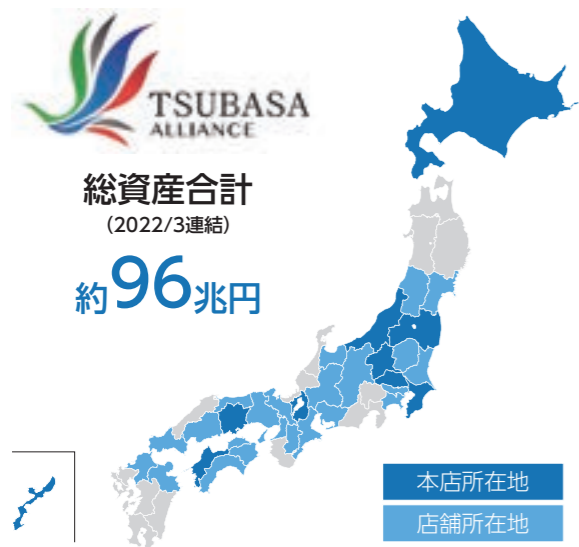 TSUBASA
ALLIANCE
総資産合計
(2022/3連結)
約96兆円
本店所在地
店舗所在地